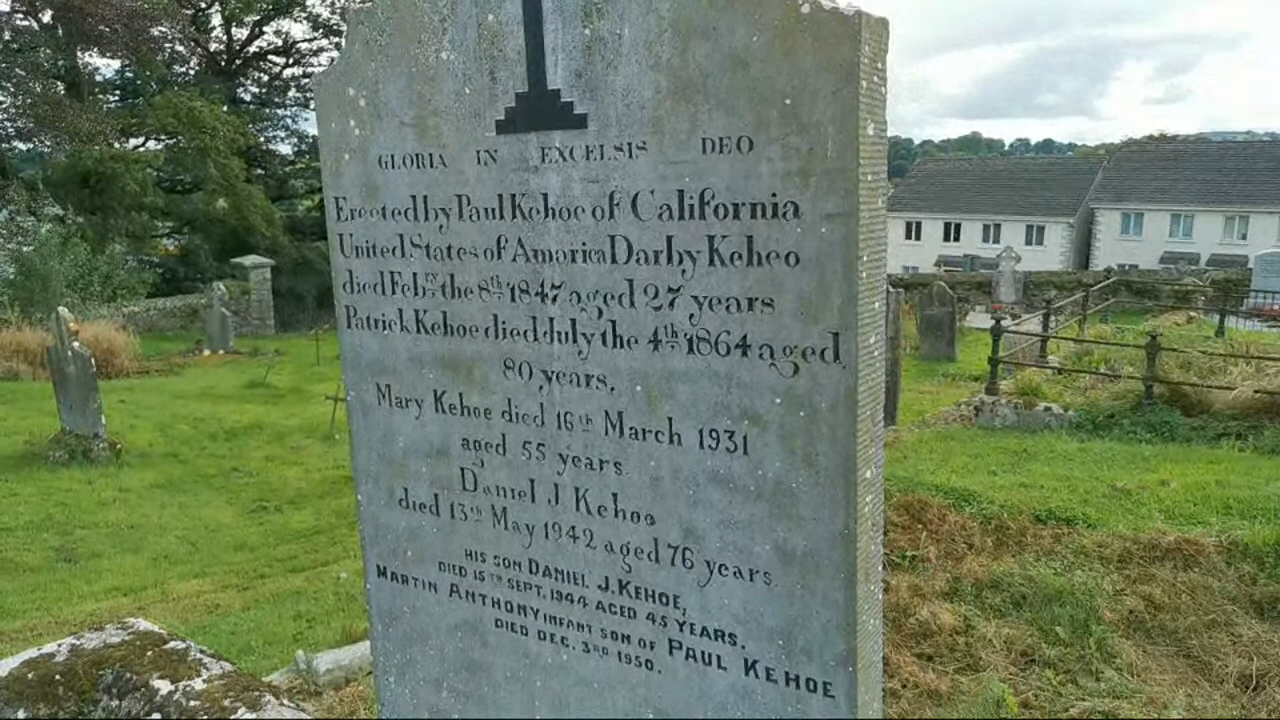 GLORIA IN EXCELSIS DEO
Erected by Paul Kehoe of California
United States of America Darby Kehoe
died Febry the 8th 1847 aged 27 years
Patrick Kehoe died July the 4th 1864 aged
80 years.
Mary Kehoe died 16th March 1931
aged 55 years.
Daniel J Kehoe
died 13th May 1942 aged 76 years.
HIS SON DANIEL J. KEHOE,
DIED 15TH SEPT. 1944 AGED 45 YEARS.
MARTIN ANTHONY INFANT SON OF PAUL KEHOE
DIED DEC. 3RD 1950.